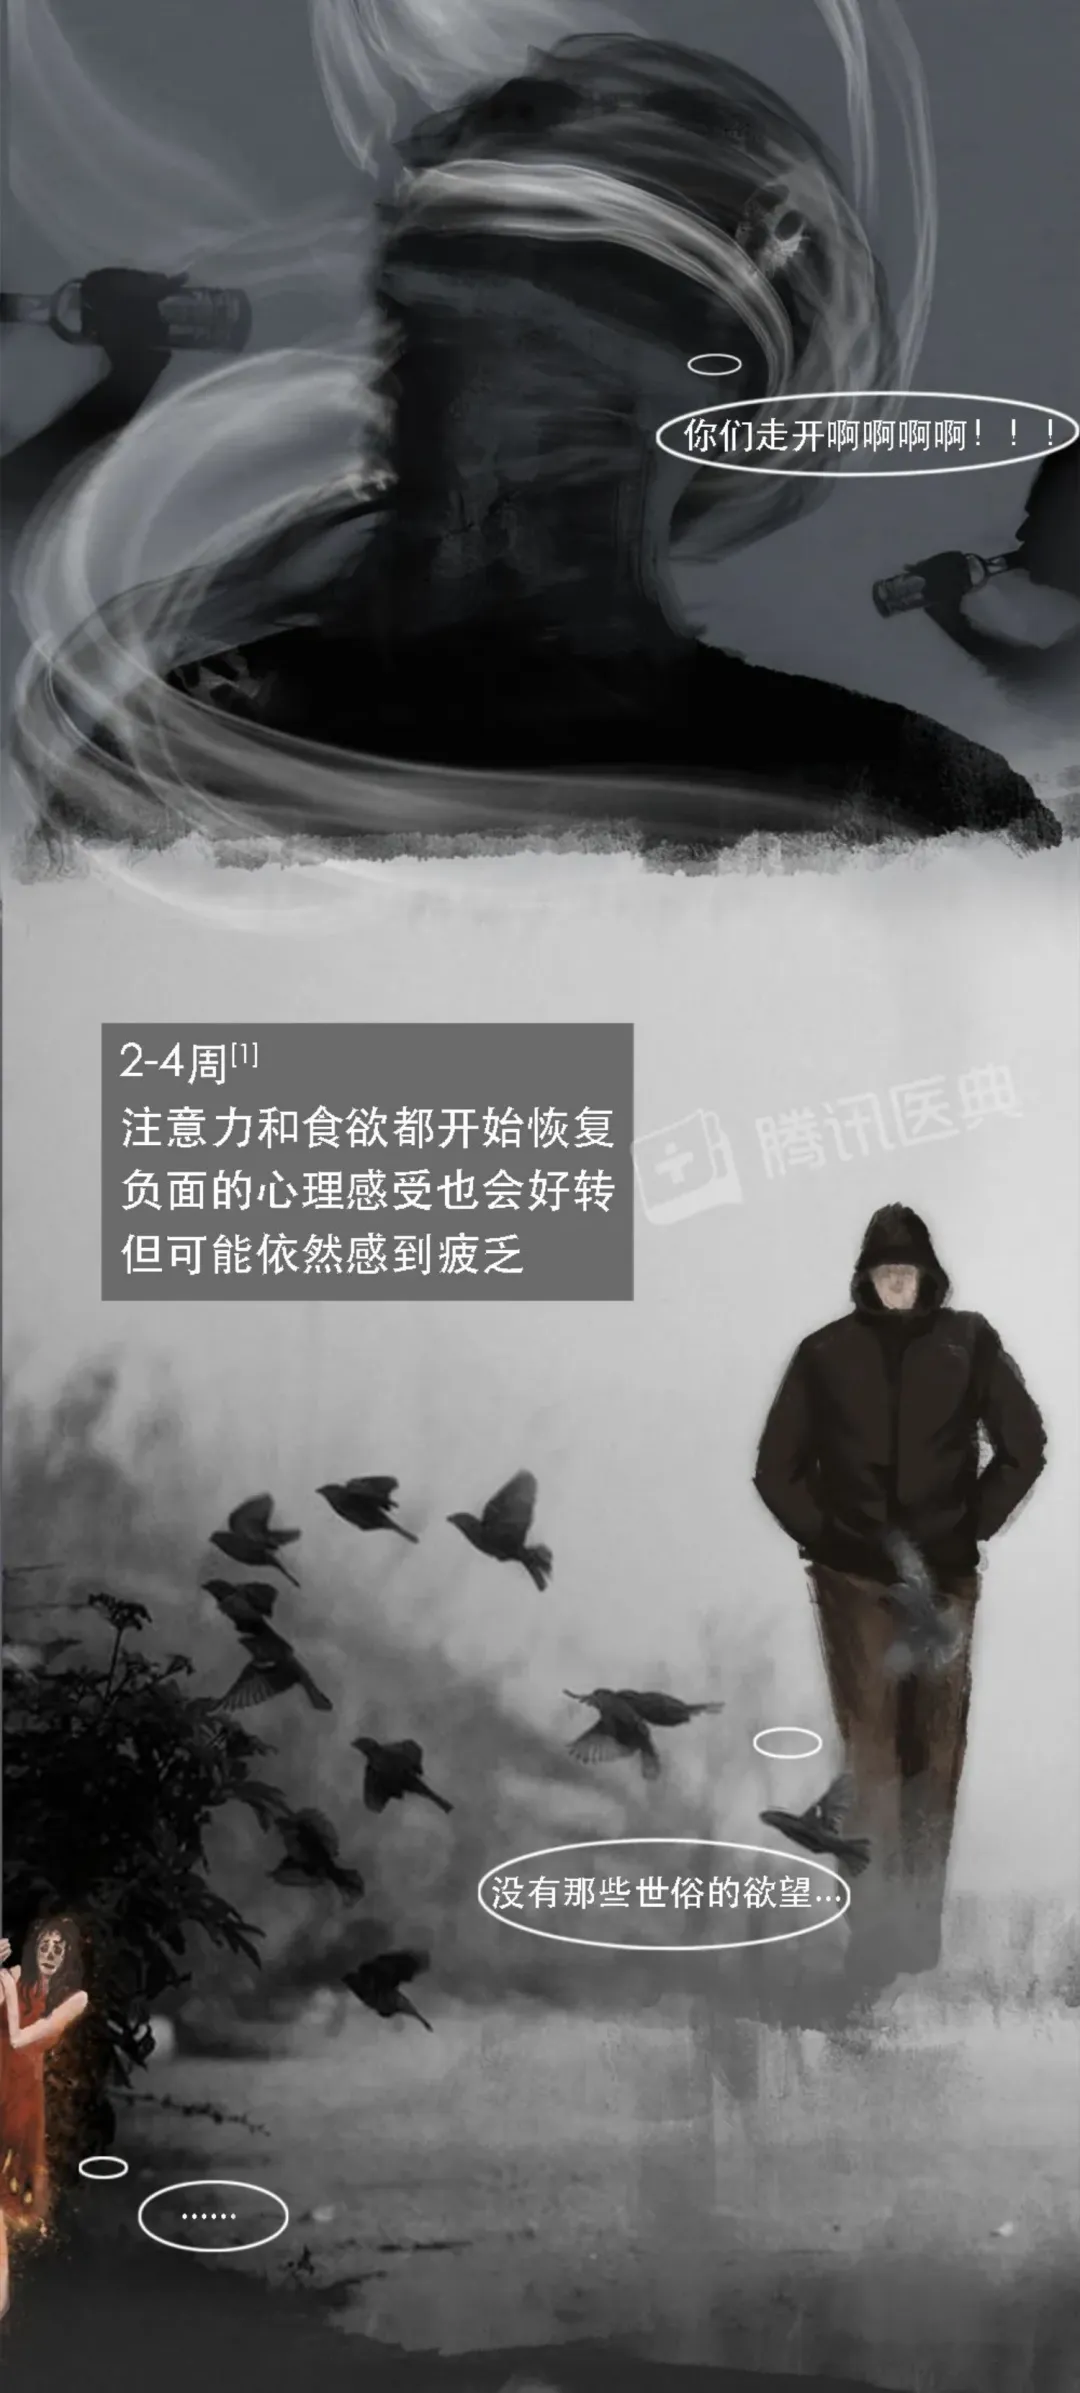 你们走开啊啊啊啊！！！
2-4周[1]
注意力和食欲都开始恢复
负面的心理感受也会好转
但可能依然感到疲乏
腾讯医典
没有那些世俗的欲望...
······